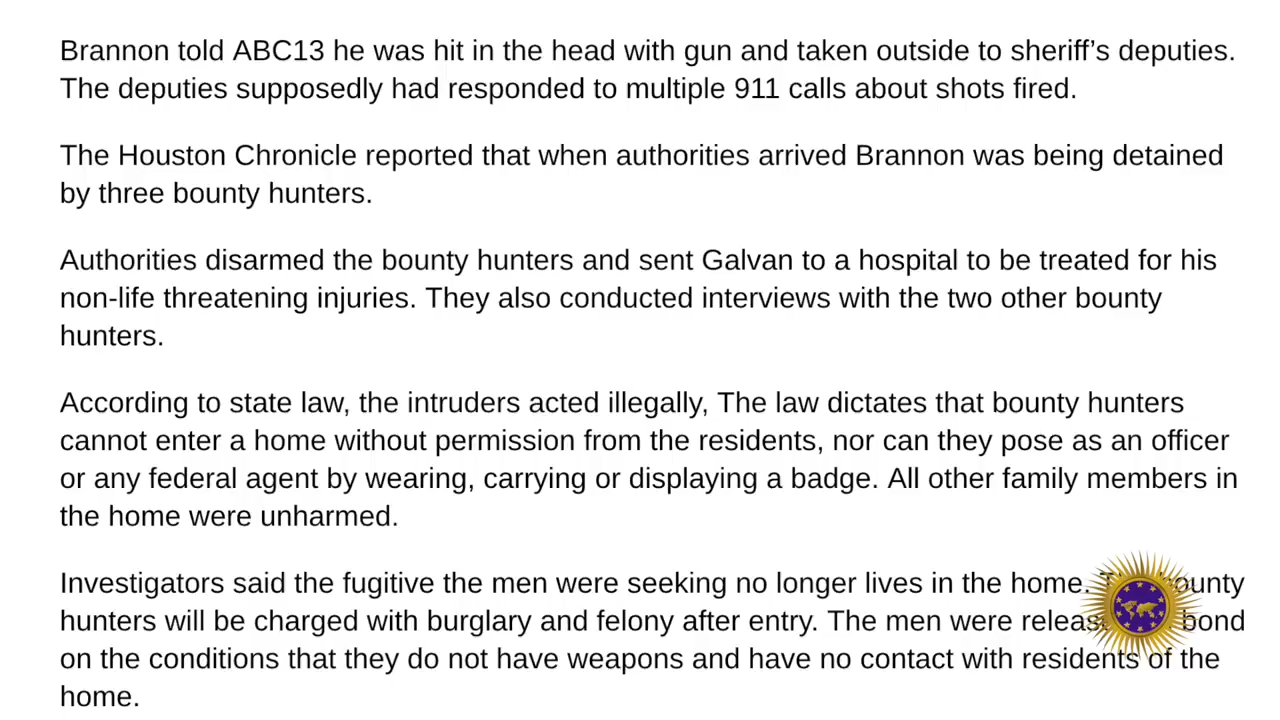 Brannon told ABC13 he was hit in the head with gun and taken outside to sheriff’s deputies.
The deputies supposedly had responded to multiple 911 calls about shots fired.
The Houston Chronicle reported that when authorities arrived Brannon was being detained
by three bounty hunters.
Authorities disarmed the bounty hunters and sent Galvan to a hospital to be treated for his
non-life threatening injuries. They also conducted interviews with the two other bounty
hunters.
According to state law, the intruders acted illegally, The law dictates that bounty hunters
cannot enter a home without permission from the residents, nor can they pose as an officer
or any federal agent by wearing, carrying or displaying a badge. All other family members in
the home were unharmed.
Investigators said the fugitive the men were seeking no longer lives in the home.
hunters will be charged with burglary and felony after entry. The men were bond
on the conditions that they do not have weapons and have no contact with residents of the
home.